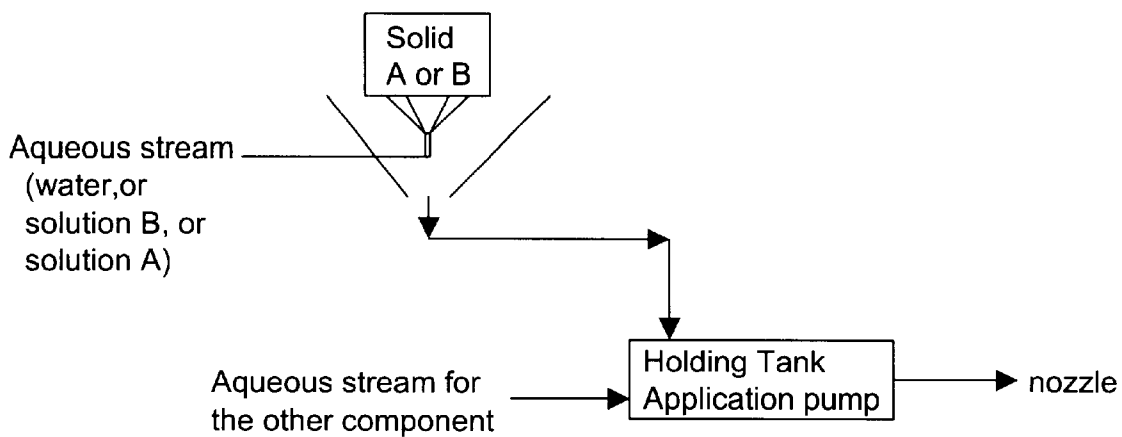 Solid
A or B
Aqueous stream
(water,or
solution B, or
solution A)
Holding Tank
Application pump
nozzle
Aqueous stream for
the other component